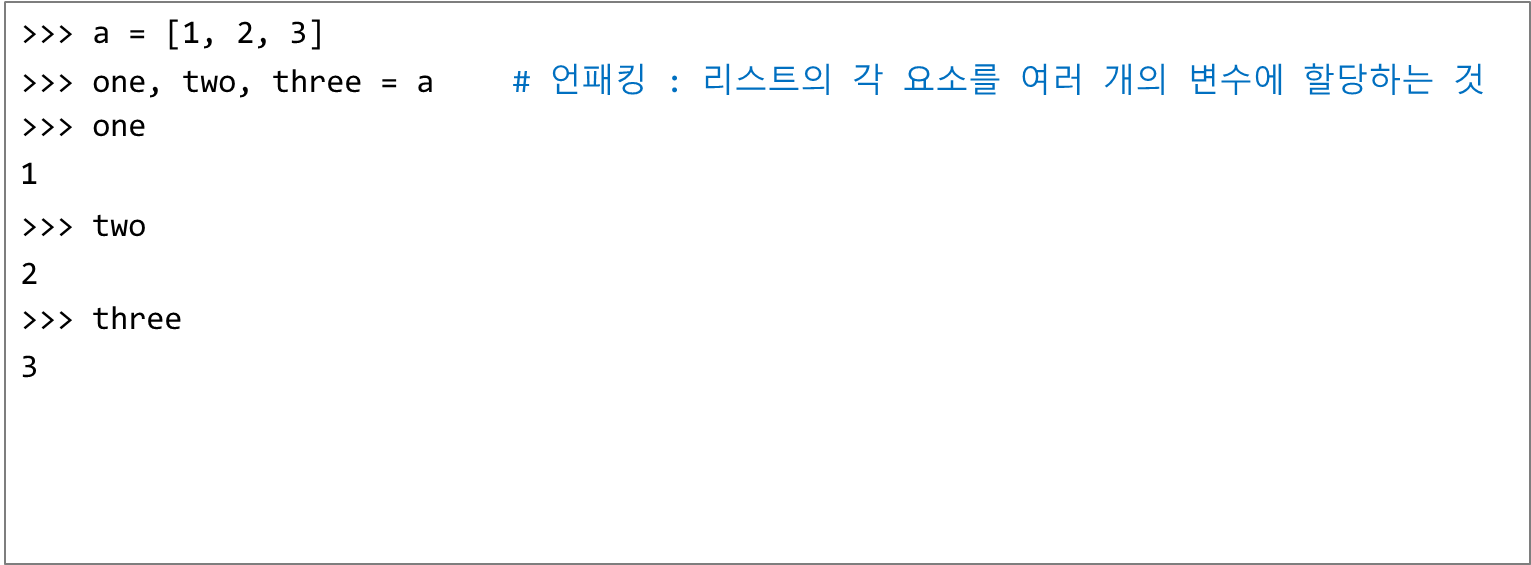 >>> a = [1, 2, 3]
>>> one, two, three = a    # 언패킹 : 리스트의 각 요소를 여러 개의 변수에 할당하는 것
>>> one
1
>>> two
2
>>> three
3